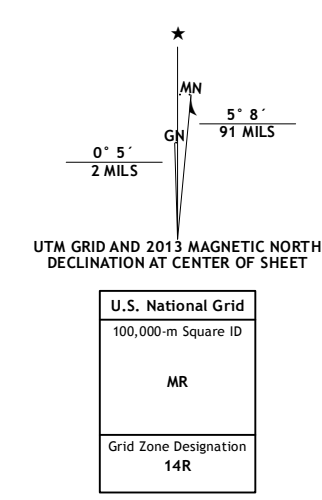 ★
MN
5° 8´
91 MILS
GN
0° 5´
2 MILS
UTM GRID AND 2013 MAGNETIC NORTH
DECLINATION AT CENTER OF SHEET
U.S. National Grid
100,000-m Square ID
MR
Grid Zone Designation
14R